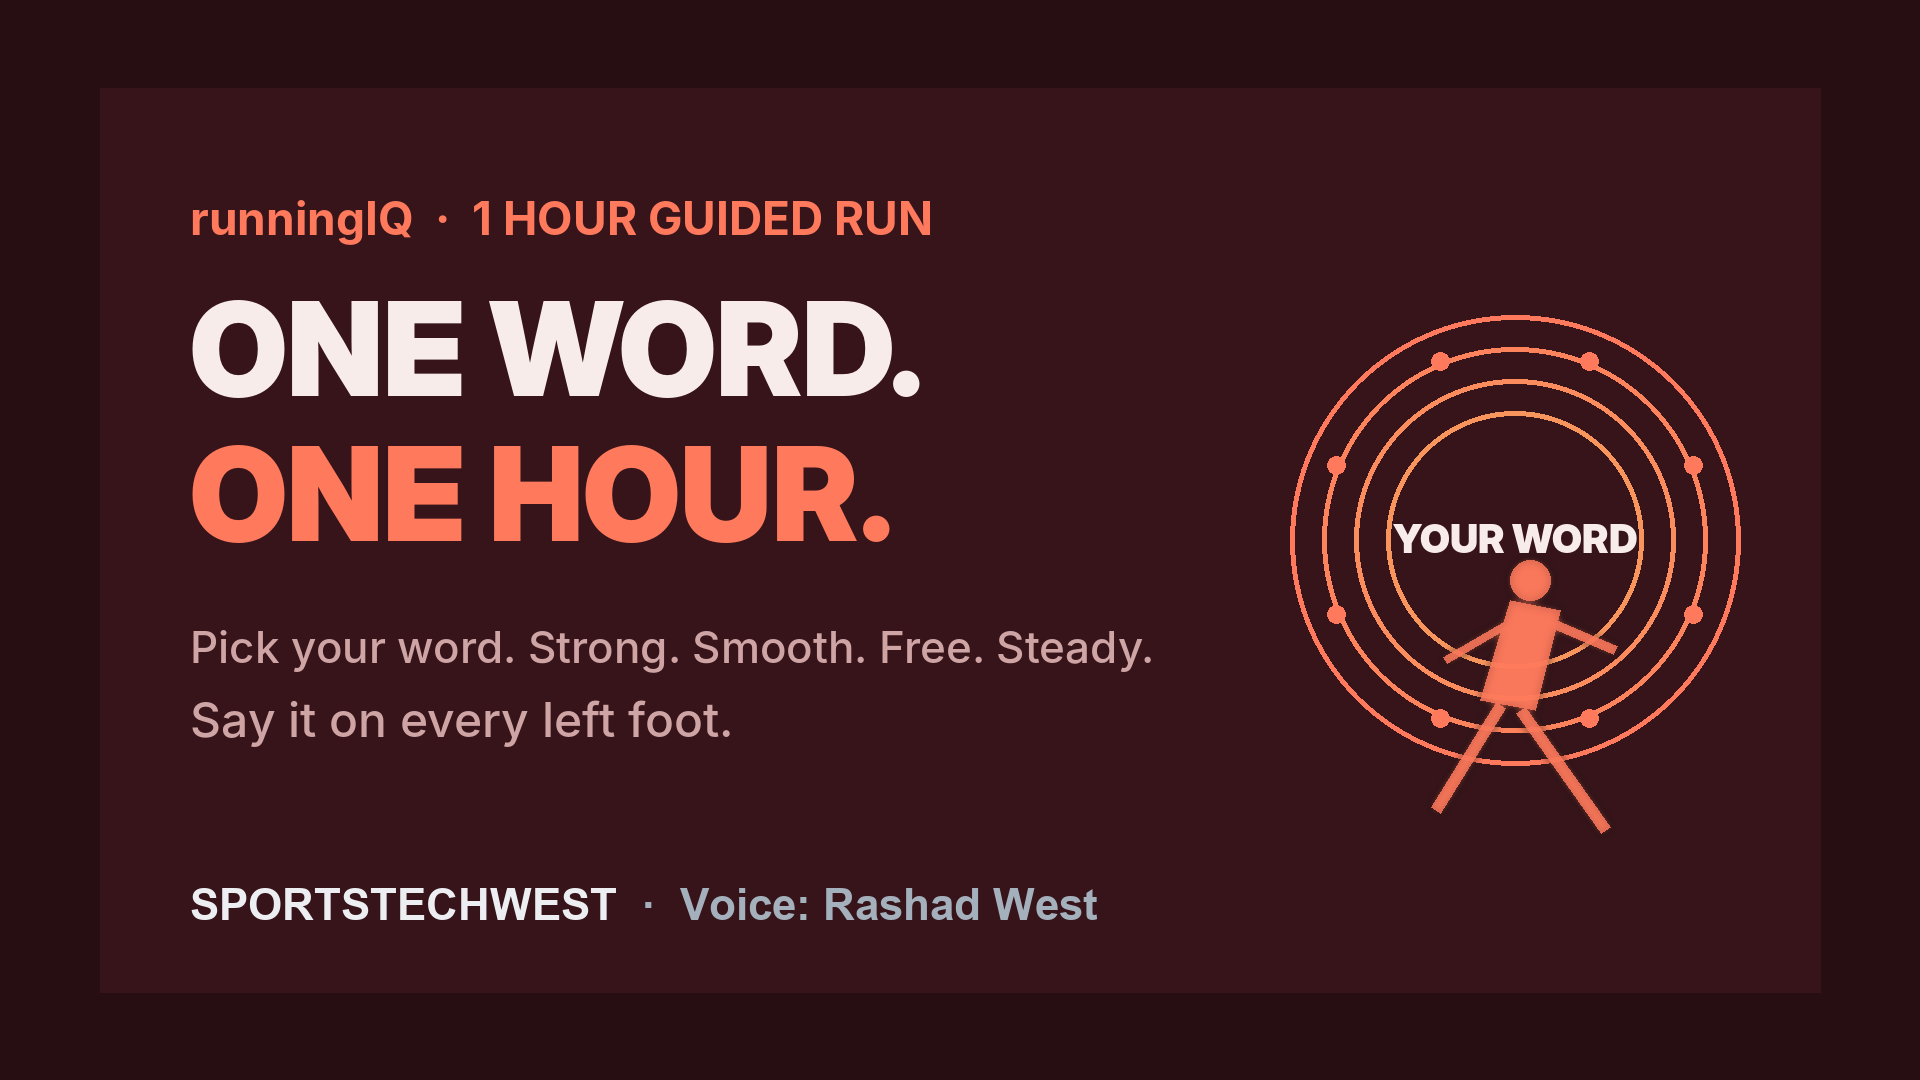 runningIQ · 1 HOUR GUIDED RUN
ONE WORD.
ONE HOUR.
Pick your word. Strong. Smooth. Free. Steady.
Say it on every left foot.
YOUR WORD
SPORTSTECHWEST · Voice: Rashad West